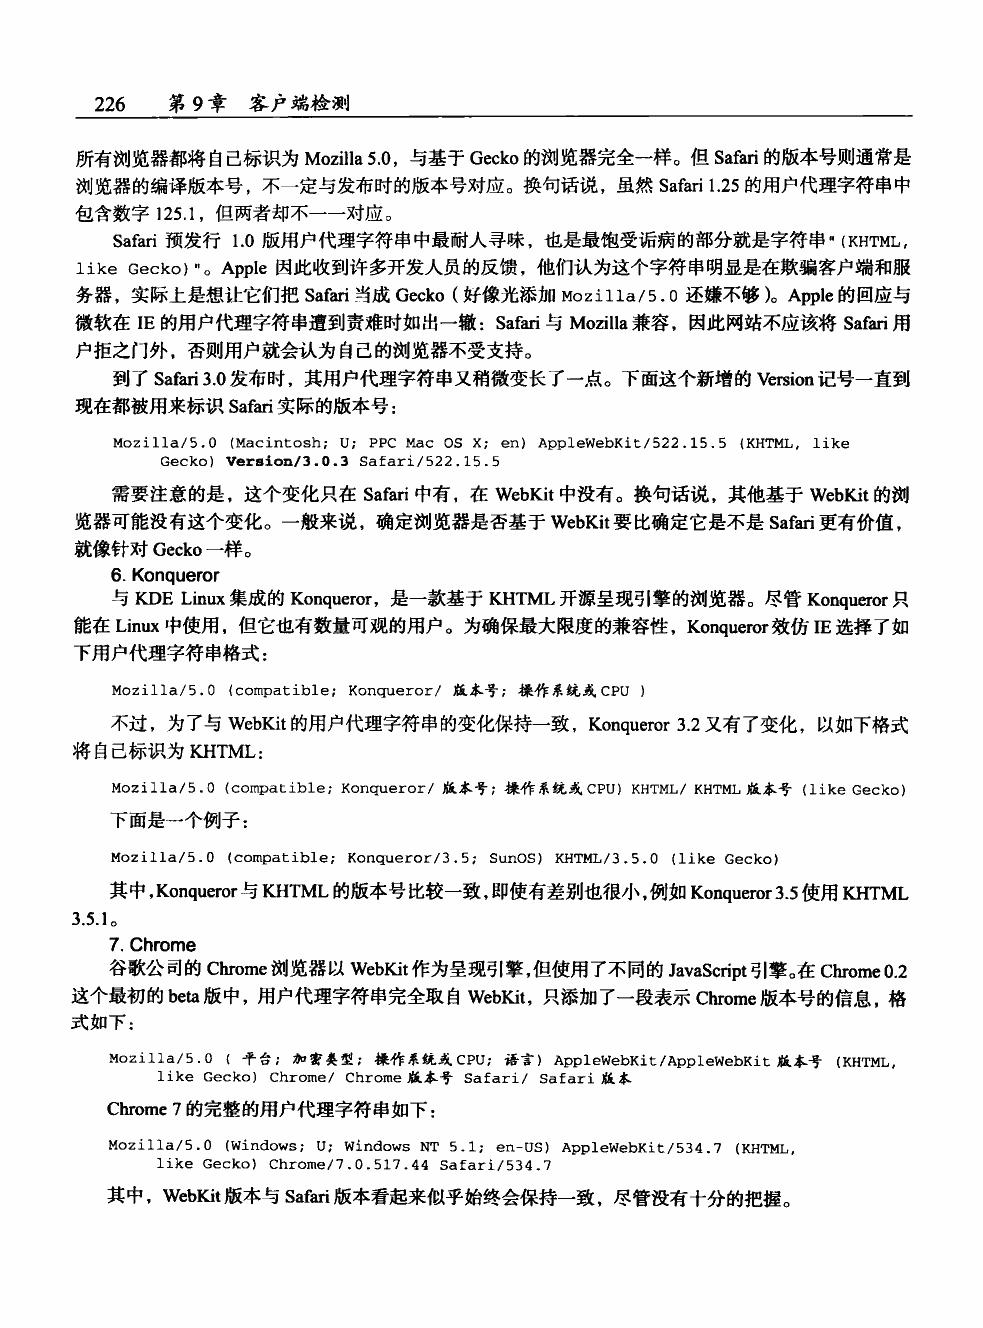 226 第9章 客户端检测
所有浏览器都将自己标识为 Mozilla 5.0，与基于 Gecko 的浏览器完全一样。但 Safari 的版本号则通常是
浏览器的编译版本号，不一定与发布时的版本号对应。换句话说，虽然 Safari 1.25 的用户代理字符串中
包含数字 125.1，但两者却不一一对应。
Safari 预发行 1.0 版用户代理字符串中最耐人寻味，也是最饱受诟病的部分就是字符串"(KHTML,
like Gecko)"。Apple 因此收到许多开发人员的反馈，他们认为这个字符串明显是在欺骗客户端和服
务器，实际上是想让它们把 Safari 当成 Gecko（好像光添加 Mozilla/5.0 还嫌不够）。Apple 的回应与
微软在 IE 的用户代理字符串遭到责难时如出一辙：Safari 与 Mozilla 兼容，因此网站不应该将 Safari 用
户拒之门外，否则用户就会认为自己的浏览器不受支持。
到了 Safari 3.0 发布时，其用户代理字符串又稍微变长了一点。下面这个新增的 Version 记号一直到
现在都被用来标识 Safari 实际的版本号：
Mozilla/5.0 (Macintosh; U; PPC Mac OS X; en) AppleWebKit/522.15.5 (KHTML, like
Gecko) Version/3.0.3 Safari/522.15.5
需要注意的是，这个变化只在 Safari 中有，在 WebKit 中没有。换句话说，其他基于 WebKit 的浏
览器可能没有这个变化。一般来说，确定浏览器是否基于 WebKit 要比确定它是不是 Safari 更有价值，
就像针对 Gecko 一样。
6. Konqueror
与 KDE Linux 集成的 Konqueror，是一款基于 KHTML 开源呈现引擎的浏览器。尽管 Konqueror 只
能在 Linux 中使用，但它也有数量可观的用户。为确保最大限度的兼容性，Konqueror 效仿 IE 选择了如
下用户代理字符串格式：
Mozilla/5.0 (compatible; Konqueror/ 版本号; 操作系统或 CPU )
不过，为了与 WebKit 的用户代理字符串的变化保持一致，Konqueror 3.2 又有了变化，以如下格式
将自己标识为 KHTML：
Mozilla/5.0 (compatible; Konqueror/ 版本号; 操作系统或 CPU) KHTML/ KHTML 版本号 (like Gecko)
下面是一个例子：
Mozilla/5.0 (compatible; Konqueror/3.5; SunOS) KHTML/3.5.0 (like Gecko)
其中，Konqueror 与 KHTML 的版本号比较一致，即使有差别也很小，例如 Konqueror 3.5 使用 KHTML
3.5.1。
7. Chrome
谷歌公司的 Chrome 浏览器以 WebKit 作为呈现引擎，但使用了不同的 JavaScript 引擎。在 Chrome 0.2
这个最初的 beta 版中，用户代理字符串完全取自 WebKit，只添加了一段表示 Chrome 版本号的信息，格
式如下：
Mozilla/5.0 ( 平台; 加密类型; 操作系统或 CPU; 语言) AppleWebKit/AppleWebKit 版本号 (KHTML,
like Gecko) Chrome/ Chrome 版本号 Safari/ Safari 版本
Chrome 7 的完整的用户代理字符串如下：
Mozilla/5.0 (Windows; U; Windows NT 5.1; en-US) AppleWebKit/534.7 (KHTML,
like Gecko) Chrome/7.0.517.44 Safari/534.7
其中，WebKit 版本与 Safari 版本看起来似乎始终会保持一致，尽管没有十分的把握。